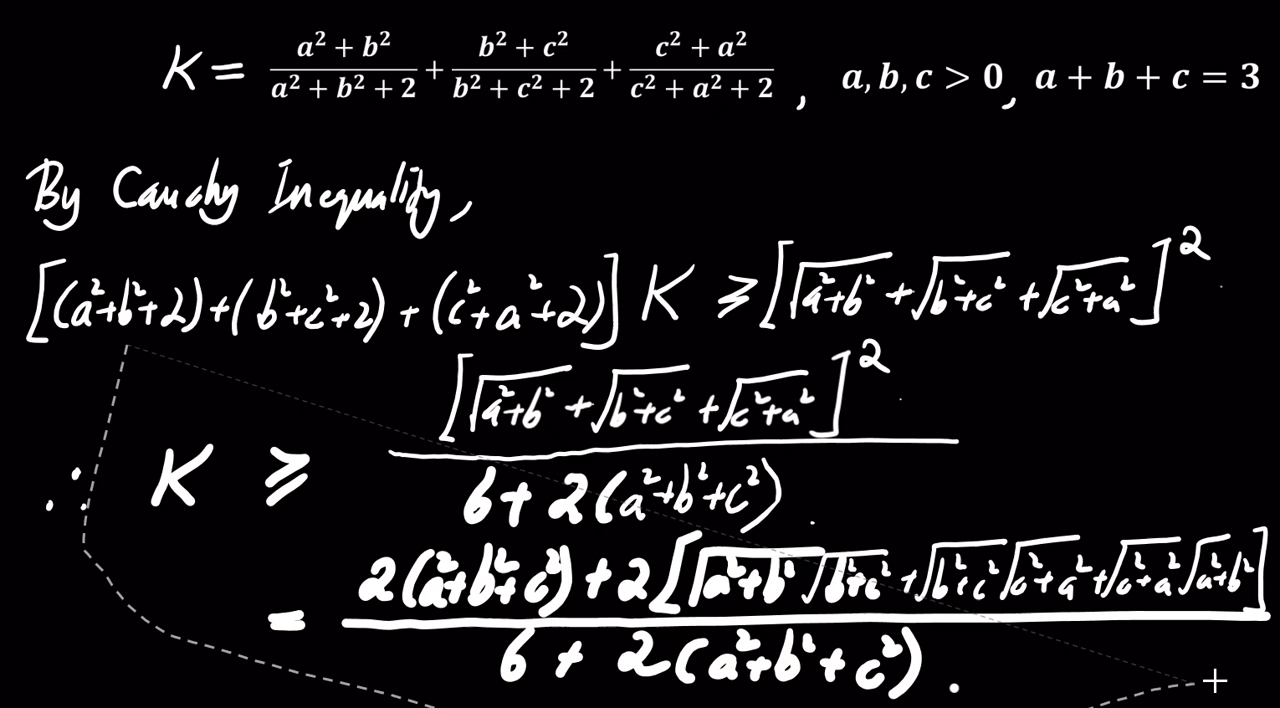 K = (a² + b²)/(a² + b² + 2) + (b² + c²)/(b² + c² + 2) + (c² + a²)/(c² + a² + 2) , a, b, c > 0, a + b + c = 3
By Cauchy Inequality,
[(a²+b²+2)+(b²+c²+2)+(c²+a²+2)] K ≥ [√(a²+b²) + √(b²+c²) + √(c²+a²)]²
∴ K ≥ [√(a²+b²) + √(b²+c²) + √(c²+a²)]² / (6+2(a²+b²+c²)).
= (2(a²+b²+c²)+2[√(a²+b²)√(b²+c²) + √(b²+c²)√(c²+a²) + √(c²+a²)√(a²+b²)]) / (6+2(a²+b²+c²)).